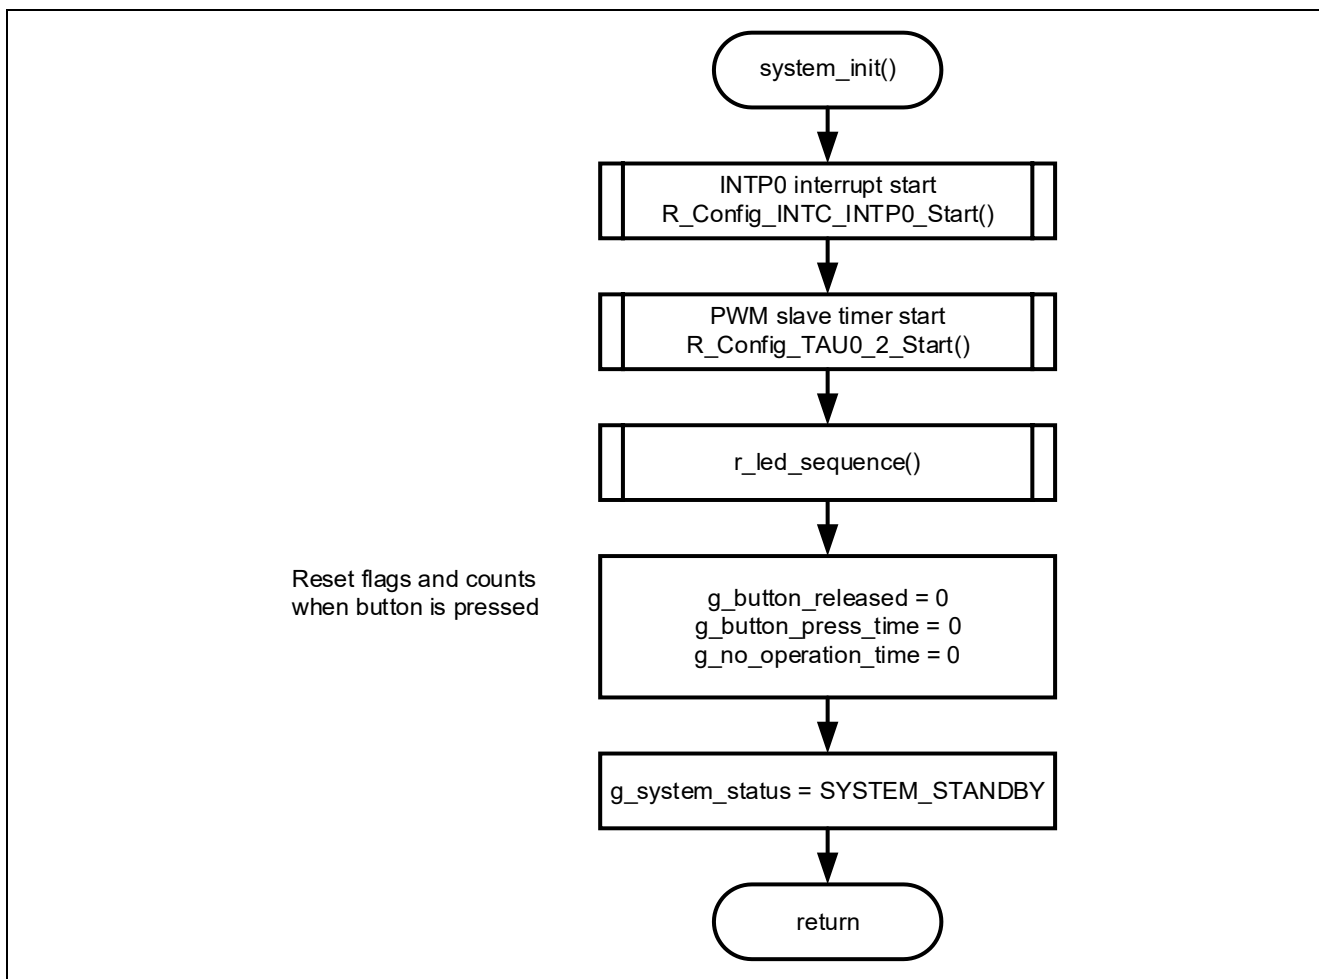 system_init()
INTP0 interrupt start
R_Config_INTC_INTP0_Start()
PWM slave timer start
R_Config_TAU0_2_Start()
r_led_sequence()
Reset flags and counts
when button is pressed
g_button_released = 0
g_button_press_time = 0
g_no_operation_time = 0
g_system_status = SYSTEM_STANDBY
return